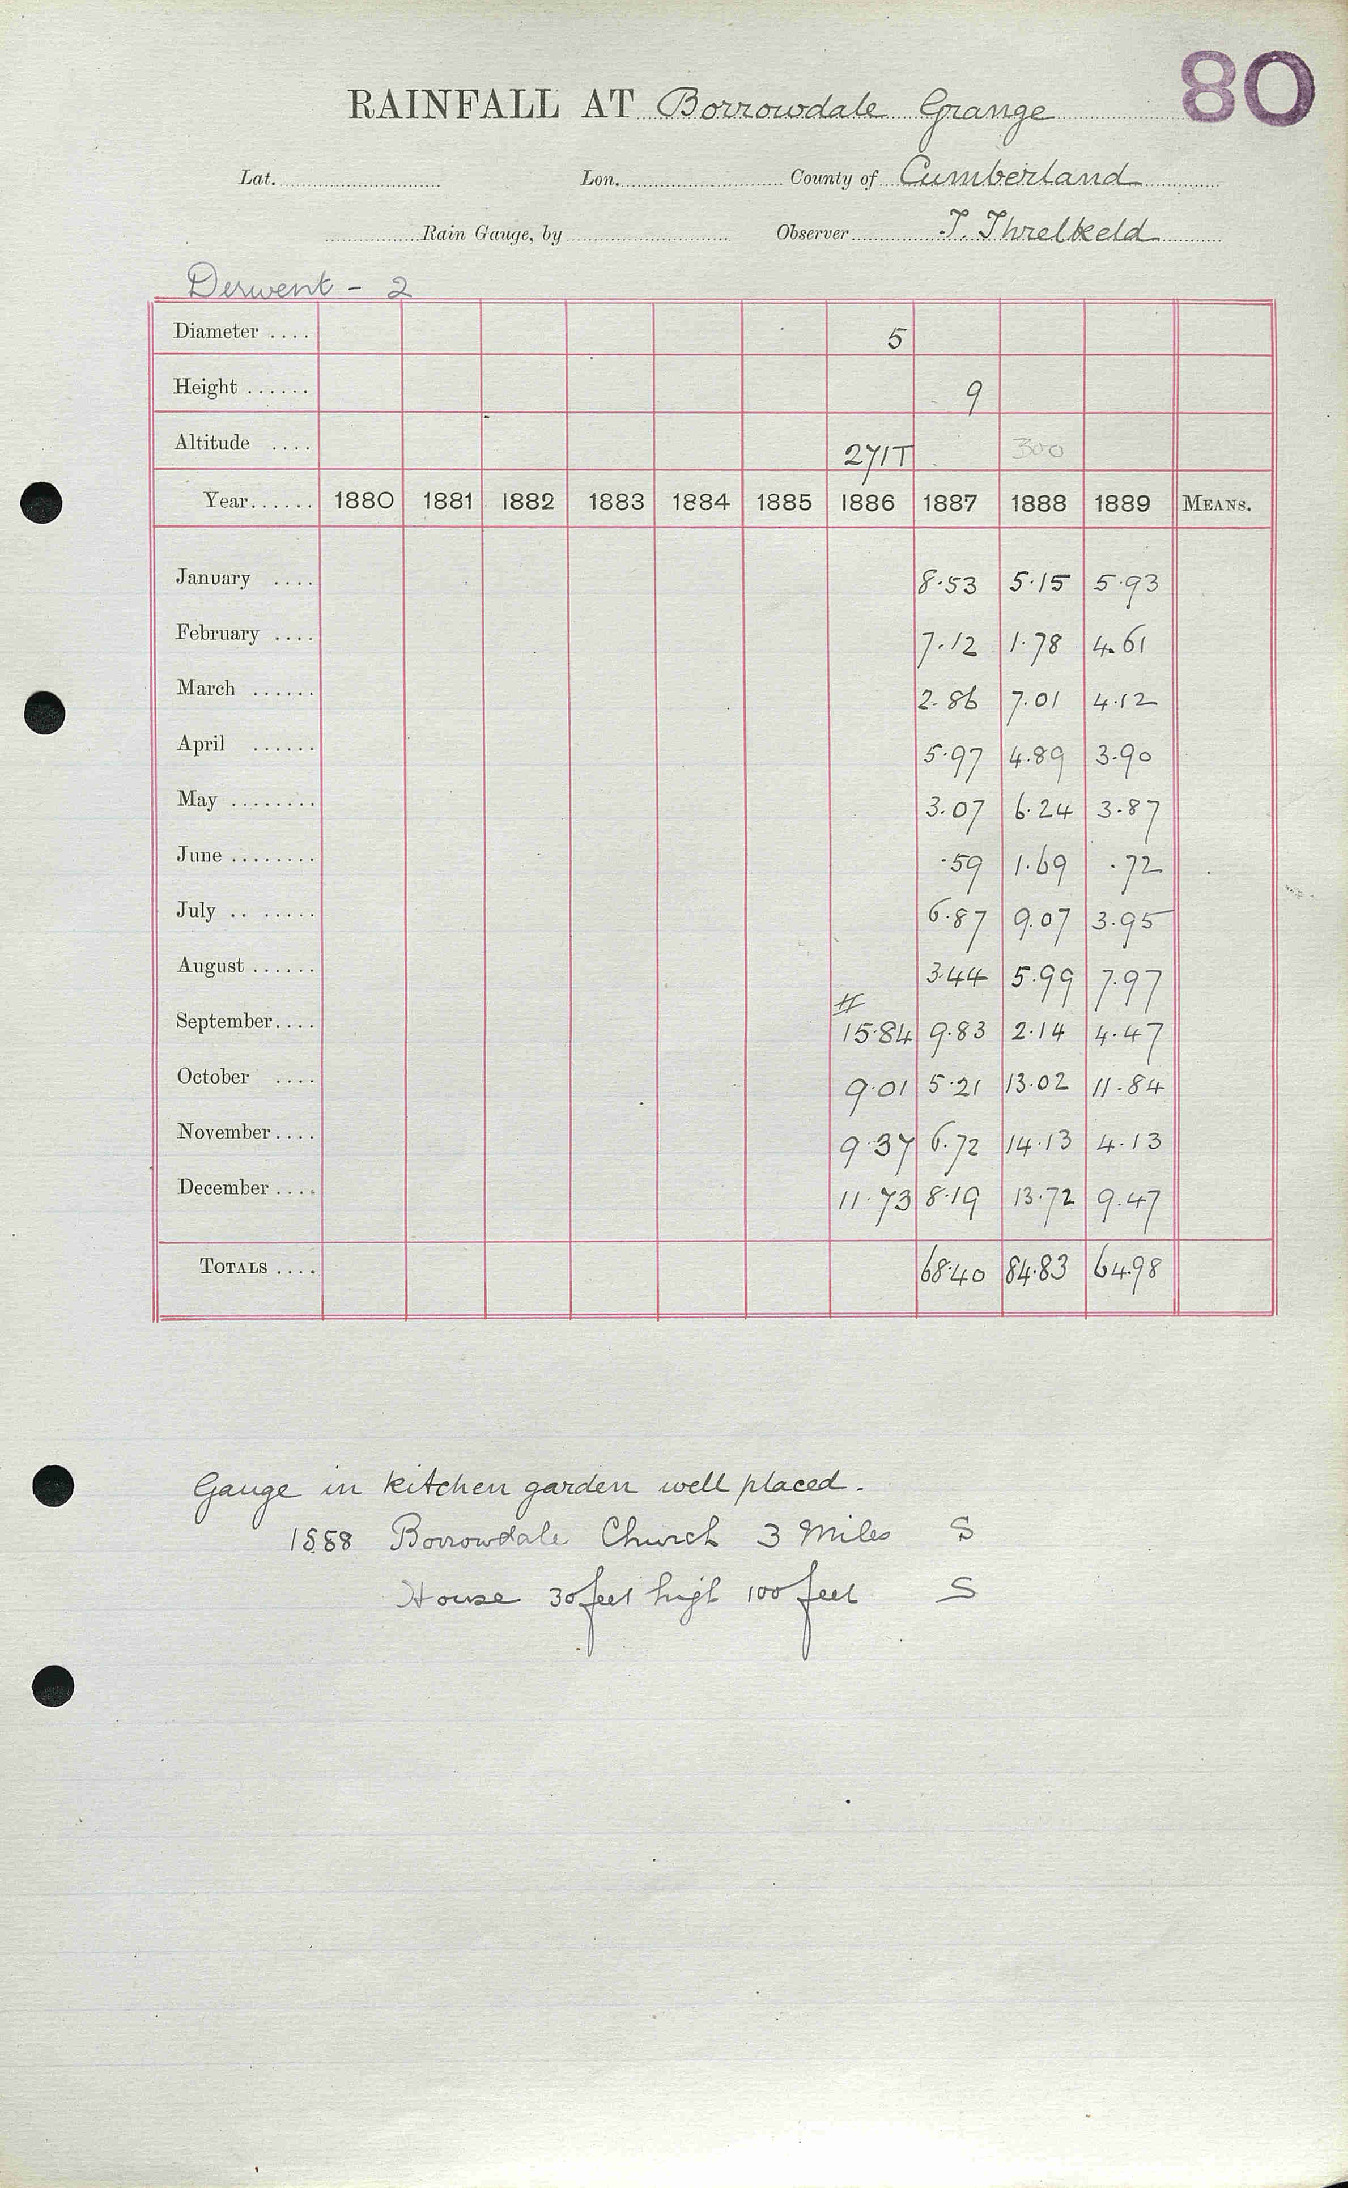 80
RAINFALL AT Borrowdale Grange
Lat. Lon. County of Cumberland
Rain Gauge, by Observer T. Threlkeld
Derwent - 2
Diameter .... 5
Height ...... 9
Altitude .... 271T 300
Year...... 1880 1881 1882 1883 1884 1885 1886 1887 1888 1889 MEANS.
January .... 8.53 5.15 5.93
February .... 7.12 1.78 4.61
March ...... 2.86 7.01 4.12
April ...... 5.97 4.89 3.90
May ........ 3.07 6.24 3.87
June ........ .59 1.69 .72
July .. ..... 6.87 9.07 3.95
August ...... 3.44 5.99 7.97
September.... 15.84 9.83 2.14 4.47
October .... 9.01 5.21 13.02 11.84
November.... 9.37 6.72 14.13 4.13
December.... 11.73 8.19 13.72 9.47
TOTALS .... 68.40 84.83 64.98
Gauge in kitchen garden well placed.
1888 Borrowdale Church 3 Miles S
House 30 feet high 100 feet S